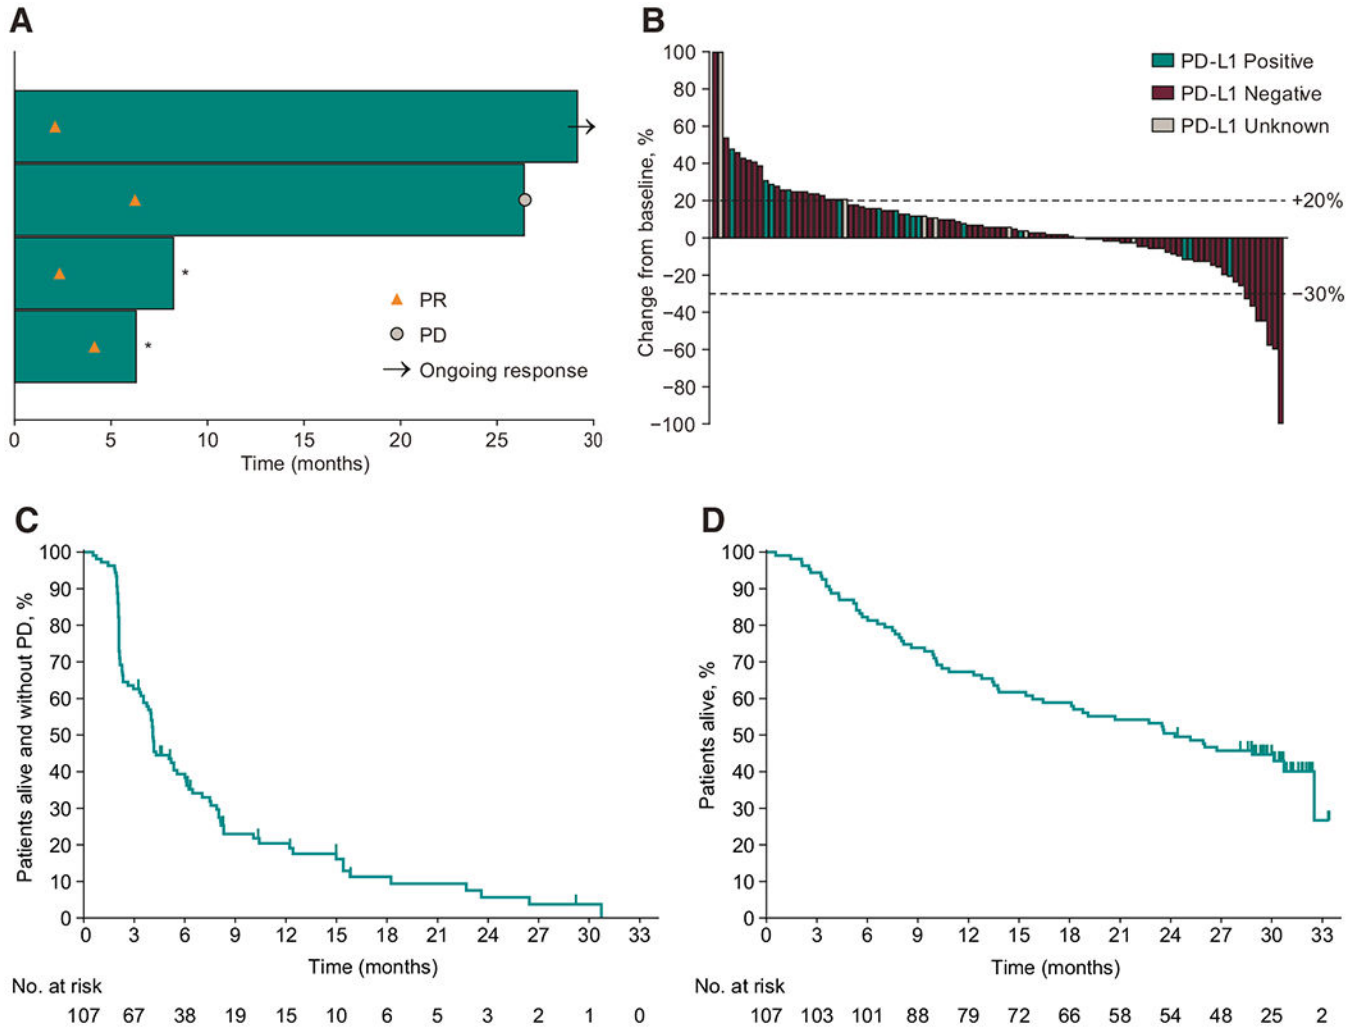 A
0 5 10 15 20 25 30
Time (months)
*
*
PR
PD
Ongoing response
B
Change from baseline, %
100
80
60
40
20
0
−20
−40
−60
−80
−100
PD-L1 Positive
PD-L1 Negative
PD-L1 Unknown
+20%
−30%
C
Patients alive and without PD, %
100
90
80
70
60
50
40
30
20
10
0
0 3 6 9 12 15 18 21 24 27 30 33
Time (months)
No. at risk
107 67 38 19 15 10 6 5 3 2 1 0
D
Patients alive, %
100
90
80
70
60
50
40
30
20
10
0
0 3 6 9 12 15 18 21 24 27 30 33
Time (months)
No. at risk
107 103 101 88 79 72 66 58 54 48 25 2